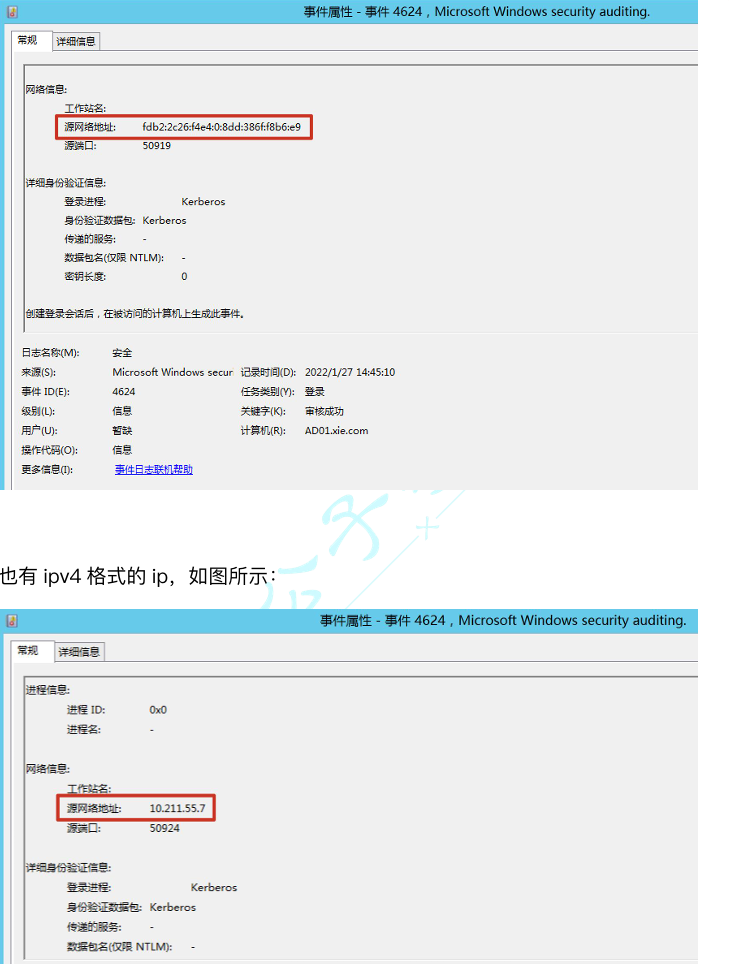 事件属性 - 事件 4624，Microsoft Windows security auditing.
常规 详细信息
网络信息:
工作站名:
源网络地址: fdb2:2c26:f4e4:0:8dd:386f:f8b6:e9
源端口: 50919
详细身份验证信息:
登录进程: Kerberos
身份验证数据包: Kerberos
传递的服务: -
数据包名(仅限 NTLM): -
密钥长度: 0
创建登录会话后，在被访问的计算机上生成此事件。
日志名称(M): 安全
来源(S): Microsoft Windows secur 记录时间(D): 2022/1/27 14:45:10
事件 ID(E): 4624 任务类别(Y): 登录
级别(L): 信息 关键字(K): 审核成功
用户(U): 暂缺 计算机(R): AD01.xie.com
操作代码(O): 信息
更多信息(I): 事件日志联机帮助
也有 ipv4 格式的 ip，如图所示：
事件属性 - 事件 4624，Microsoft Windows security auditing.
常规 详细信息
进程信息:
进程 ID: 0x0
进程名: -
网络信息:
工作站名:
源网络地址: 10.211.55.7
源端口: 50924
详细身份验证信息:
登录进程: Kerberos
身份验证数据包: Kerberos
传递的服务: -
数据包名(仅限 NTLM): -